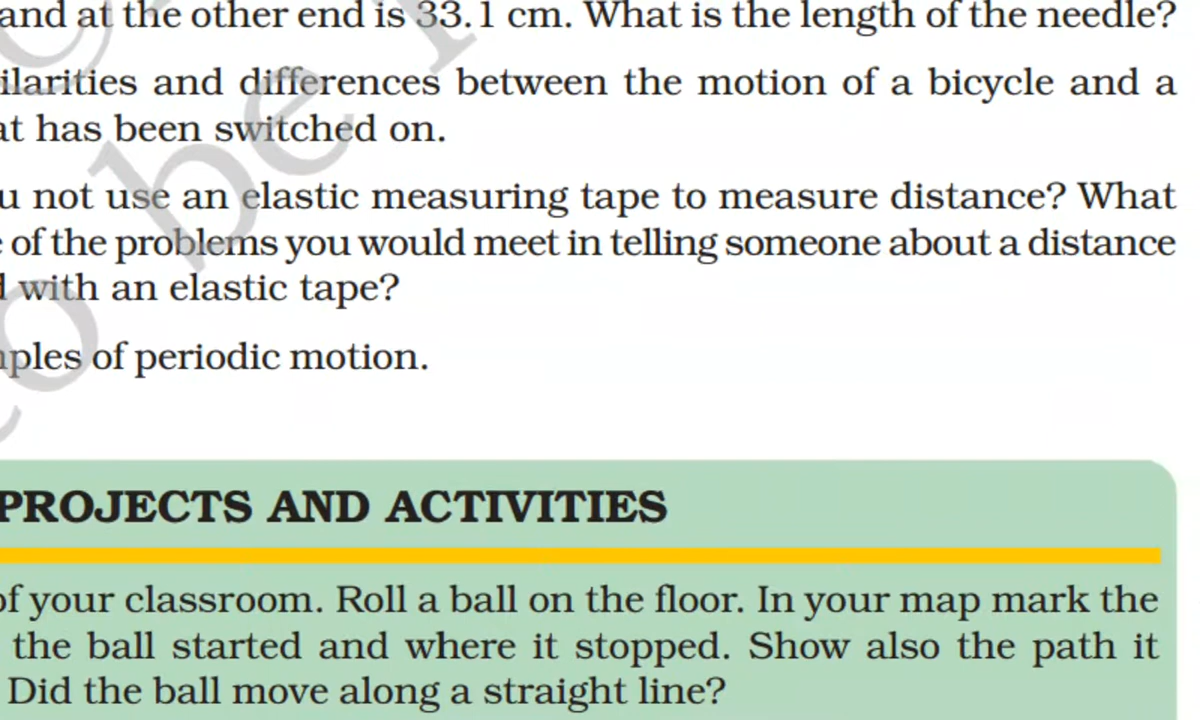 and at the other end is 33.1 cm. What is the length of the needle?
and differences between the motion of a bicycle and a
has been switched on.
not use an elastic measuring tape to measure distance? What
of the problems you would meet in telling someone about a distance
with an elastic tape?
of periodic motion.
PROJECTS AND ACTIVITIES
of your classroom. Roll a ball on the floor. In your map mark the
the ball started and where it stopped. Show also the path it
Did the ball move along a straight line?